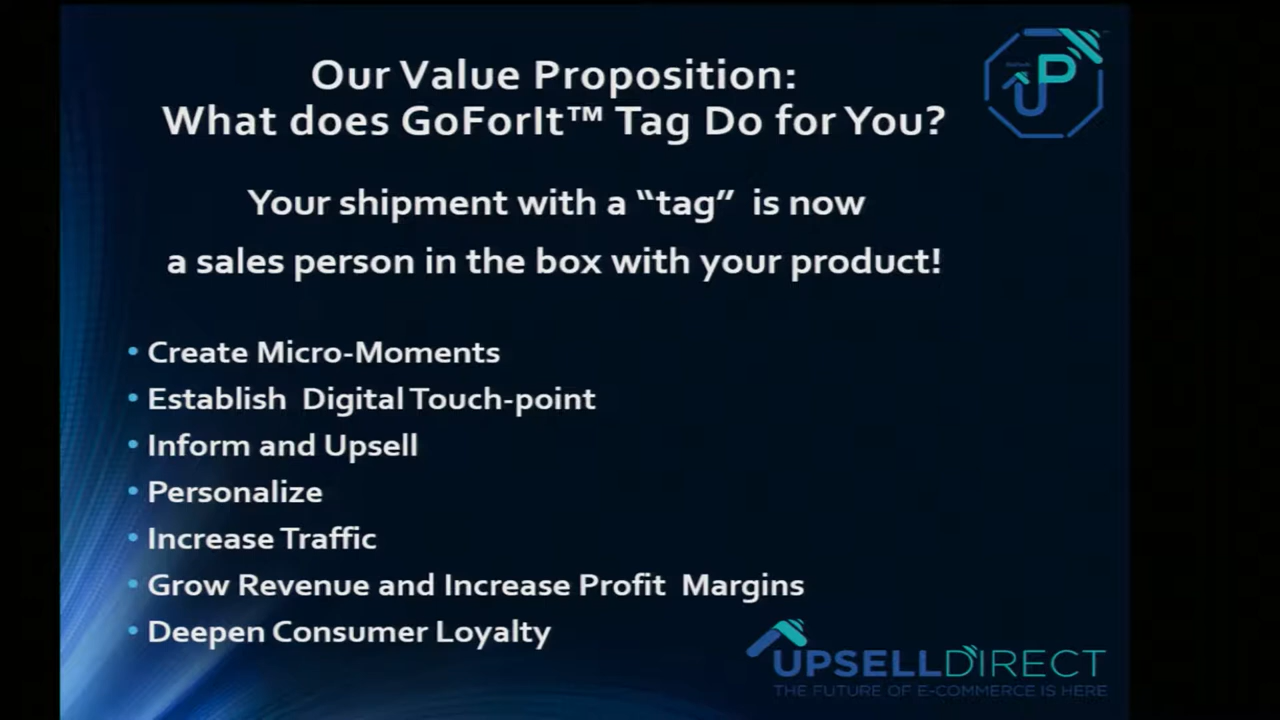 Our Value Proposition:
What does GoForIt™ Tag Do for You?
UP
Your shipment with a “tag” is now
a sales person in the box with your product!
• Create Micro-Moments
• Establish Digital Touch-point
• Inform and Upsell
• Personalize
• Increase Traffic
• Grow Revenue and Increase Profit Margins
• Deepen Consumer Loyalty
UPSELLDIRECT
THE FUTURE OF E-COMMERCE IS HERE